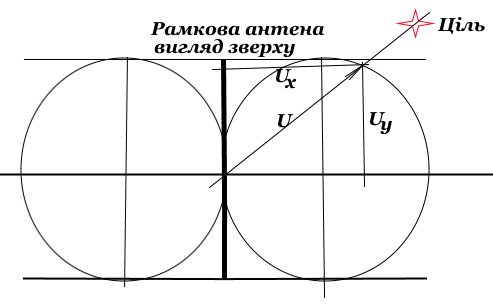 Рамкова антена
вигляд зверху
Ціль
Ux
U
Uy